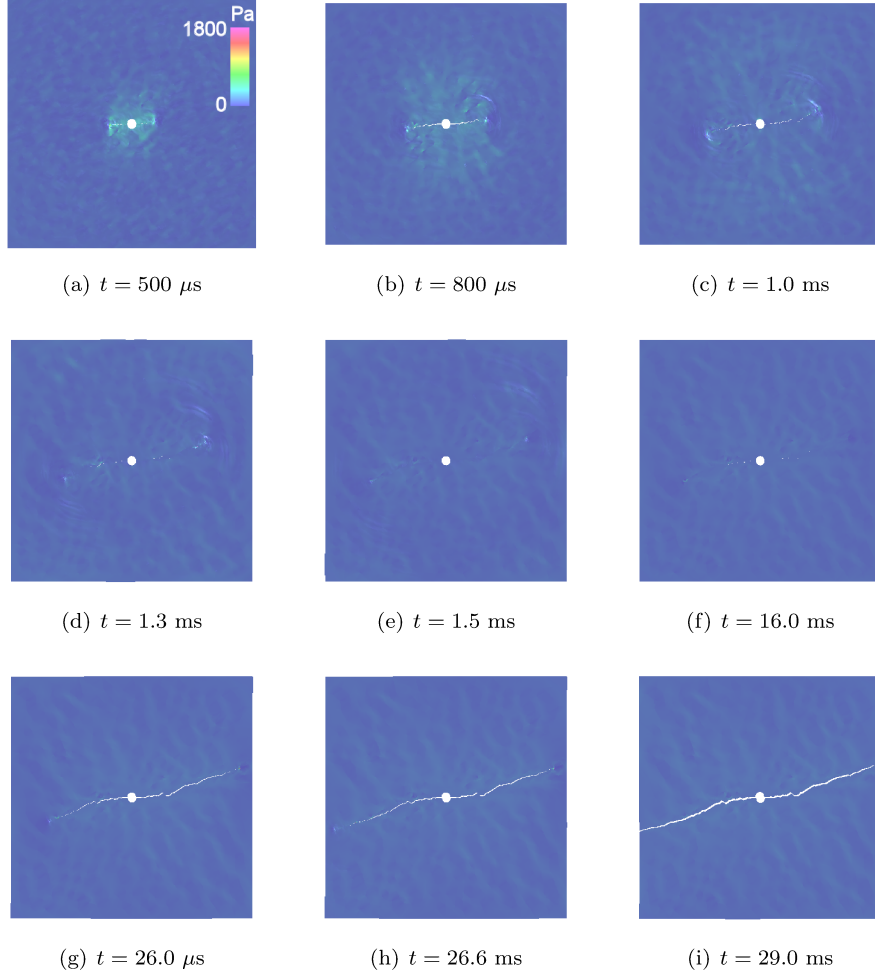 Pa
1800
0
(a) t = 500 μs
(b) t = 800 μs
(c) t = 1.0 ms
(d) t = 1.3 ms
(e) t = 1.5 ms
(f) t = 16.0 ms
(g) t = 26.0 μs
(h) t = 26.6 ms
(i) t = 29.0 ms